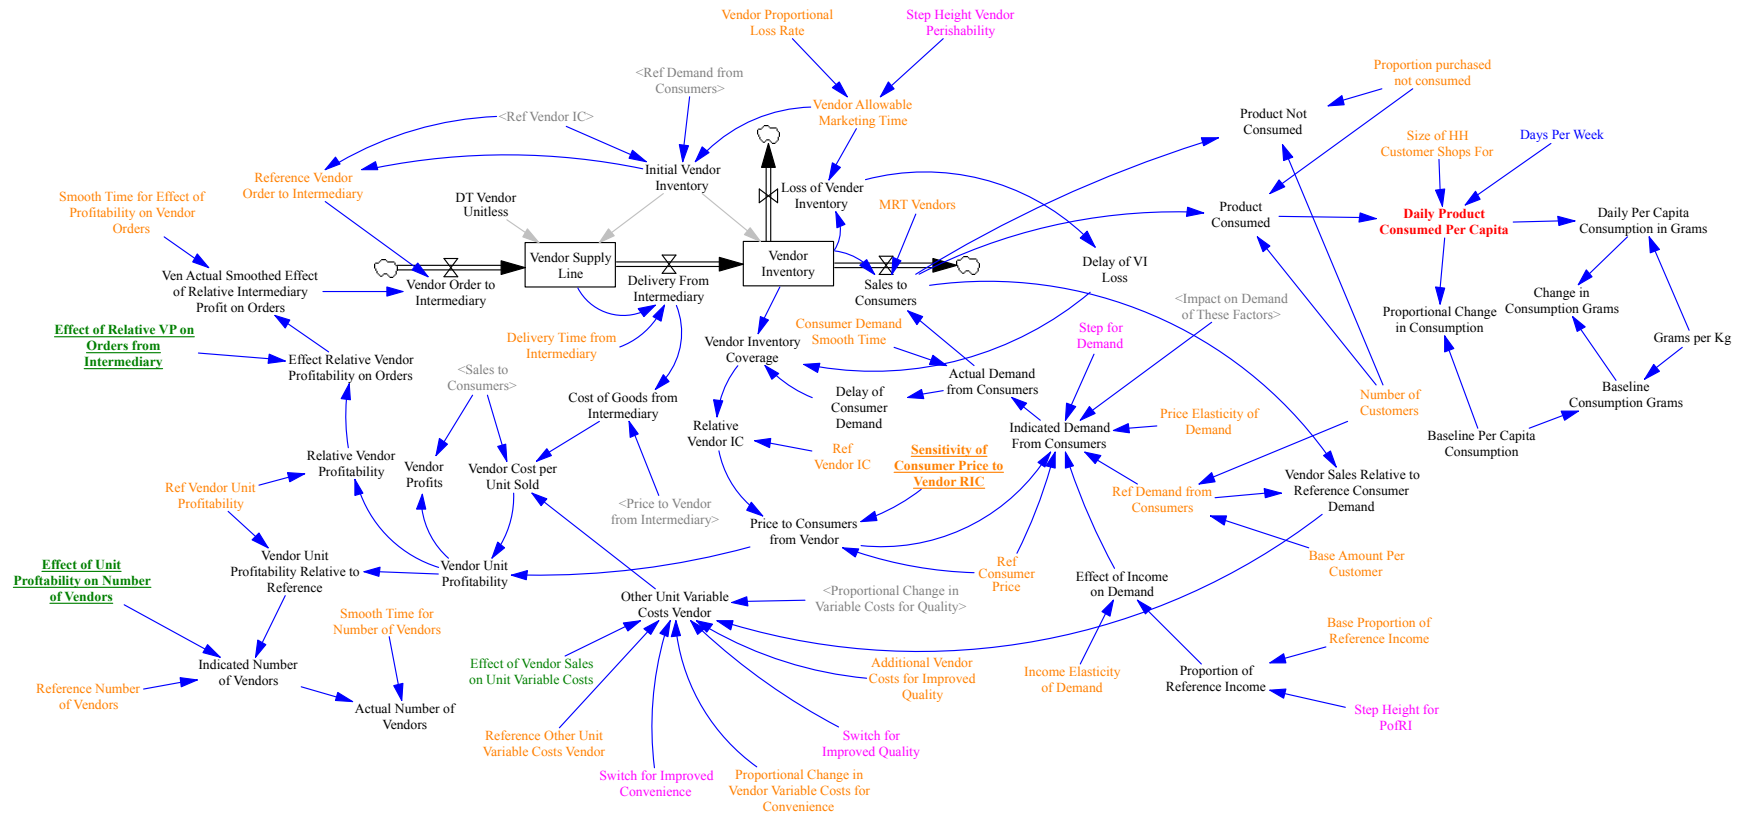 Vendor Proportional
Loss Rate
Step Height Vendor
Perishability
<Ref Demand from
Consumers>
Proportion purchased
not consumed
<Ref Vendor IC>
Vendor Allowable
Marketing Time
Product Not
Consumed
Size of HH
Customer Shops For
Days Per Week
Reference Vendor
Order to Intermediary
Initial Vendor
Inventory
Loss of Vender
Inventory
Smooth Time for Effect of
Profitability on Vendor
Orders
DT Vendor
Unitless
MRT Vendors
Product
Consumed
Daily Product
Consumed Per Capita
Daily Per Capita
Consumption in Grams
Vendor Supply
Line
Vendor
Inventory
Delay of VI
Loss
Ven Actual Smoothed Effect
of Relative Intermediary
Profit on Orders
Vendor Order to
Intermediary
Delivery From
Intermediary
Sales to
Consumers
<Impact on Demand
of These Factors>
Change in
Consumption Grams
Proportional Change
in Consumption
Grams per Kg
Effect of Relative VP on
Orders from
Intermediary
Delivery Time from
Intermediary
Consumer Demand
Smooth Time
Step for
Demand
Vendor Inventory
Coverage
Effect Relative Vendor
Profitability on Orders
<Sales to
Consumers>
Actual Demand
from Consumers
Delay of
Consumer
Demand
Baseline
Consumption Grams
Number of
Customers
Cost of Goods from
Intermediary
Relative
Vendor IC
Indicated Demand
From Consumers
Price Elasticity of
Demand
Baseline Per Capita
Consumption
Ref
Vendor IC
Sensitivity of
Consumer Price to
Vendor RIC
Relative Vendor
Profitability
Vendor
Profits
Vendor Cost per
Unit Sold
Vendor Sales Relative to
Reference Consumer
Demand
Ref Vendor Unit
Profitability
<Price to Vendor
from Intermediary>
Ref Demand from
Consumers
Price to Consumers
from Vendor
Vendor Unit
Profitability Relative to
Reference
Vendor Unit
Profitability
Ref
Consumer
Price
Base Amount Per
Customer
Effect of Unit
Proftability on Number
of Vendors
Effect of Income
on Demand
Other Unit Variable
Costs Vendor
<Proportional Change in
Variable Costs for Quality>
Smooth Time for
Number of Vendors
Base Proportion of
Reference Income
Indicated Number
of Vendors
Effect of Vendor Sales
on Unit Variable Costs
Additional Vendor
Costs for Improved
Quality
Income Elasticity
of Demand
Proportion of
Reference Income
Reference Number
of Vendors
Actual Number of
Vendors
Step Height for
PofRI
Reference Other Unit
Variable Costs Vendor
Switch for
Improved Quality
Switch for Improved
Convenience
Proportional Change in
Vendor Variable Costs for
Convenience